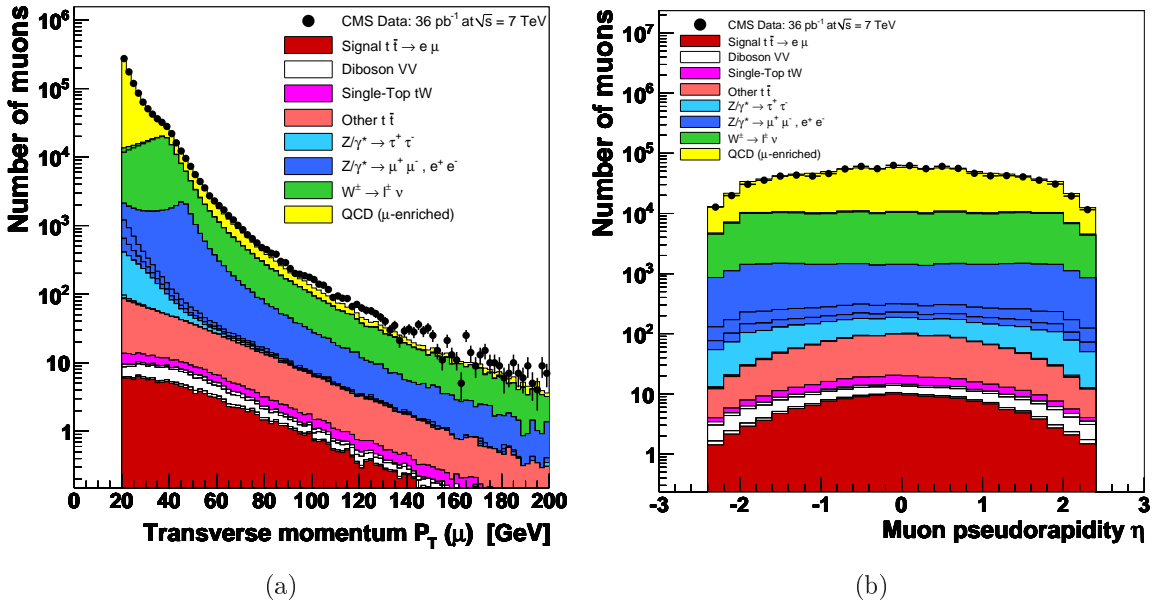 CMS Data: 36 pb⁻¹ at √s = 7 TeV
Signal t t̄ → e μ
Diboson VV
Single-Top tW
Other t t̄
Z/γ* → τ⁺ τ⁻
Z/γ* → μ⁺ μ⁻ , e⁺ e⁻
W± → l± ν
QCD (μ-enriched)
Number of muons
10⁶
10⁵
10⁴
10³
10²
10
1
0 20 40 60 80 100 120 140 160 180 200
Transverse momentum P_T (μ) [GeV]
(a)
CMS Data: 36 pb⁻¹ at √s = 7 TeV
Signal t t̄ → e μ
Diboson VV
Single-Top tW
Other t t̄
Z/γ* → τ⁺ τ⁻
Z/γ* → μ⁺ μ⁻ , e⁺ e⁻
W± → l± ν
QCD (μ-enriched)
Number of muons
10⁷
10⁶
10⁵
10⁴
10³
10²
10
1
-3 -2 -1 0 1 2 3
Muon pseudorapidity η
(b)